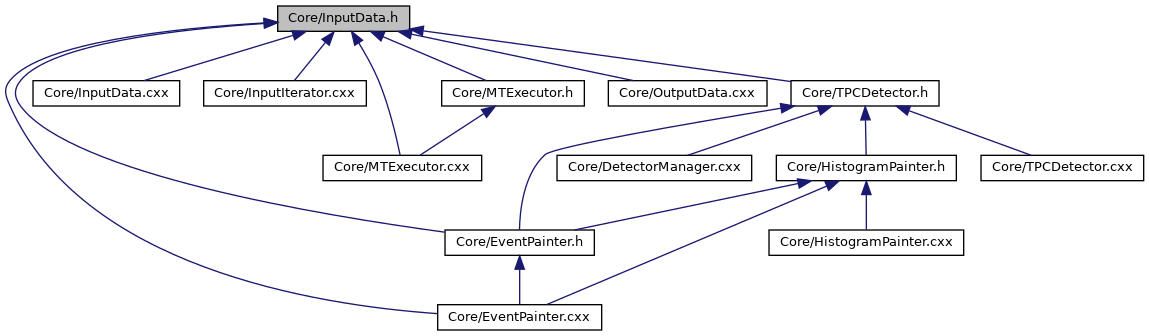 Core/InputData.h
Core/InputData.cxx
Core/InputIterator.cxx
Core/MTExecutor.h
Core/OutputData.cxx
Core/TPCDetector.h
Core/MTExecutor.cxx
Core/DetectorManager.cxx
Core/HistogramPainter.h
Core/TPCDetector.cxx
Core/EventPainter.h
Core/HistogramPainter.cxx
Core/EventPainter.cxx